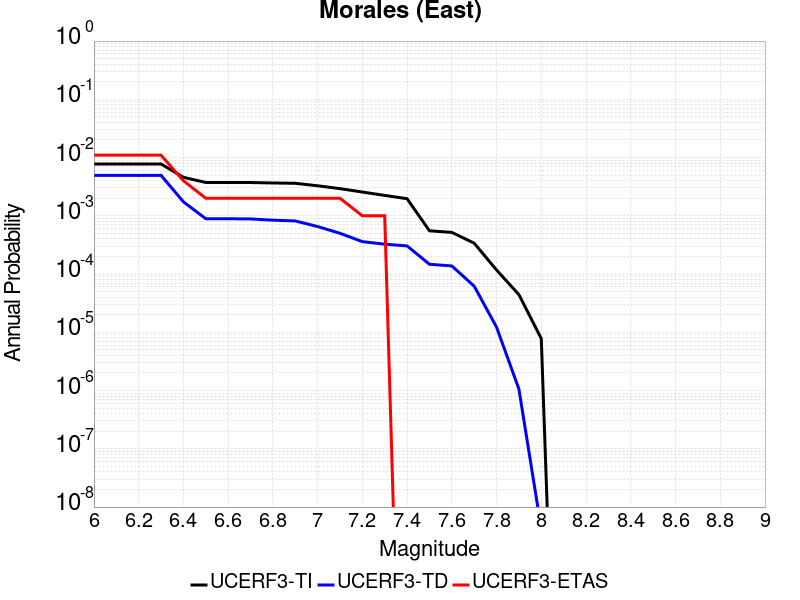 Morales (East)
10^0
10^-1
10^-2
10^-3
10^-4
10^-5
10^-6
10^-7
10^-8
Annual Probability
6 6.2 6.4 6.6 6.8 7 7.2 7.4 7.6 7.8 8 8.2 8.4 8.6 8.8 9
Magnitude
UCERF3-TI UCERF3-TD UCERF3-ETAS